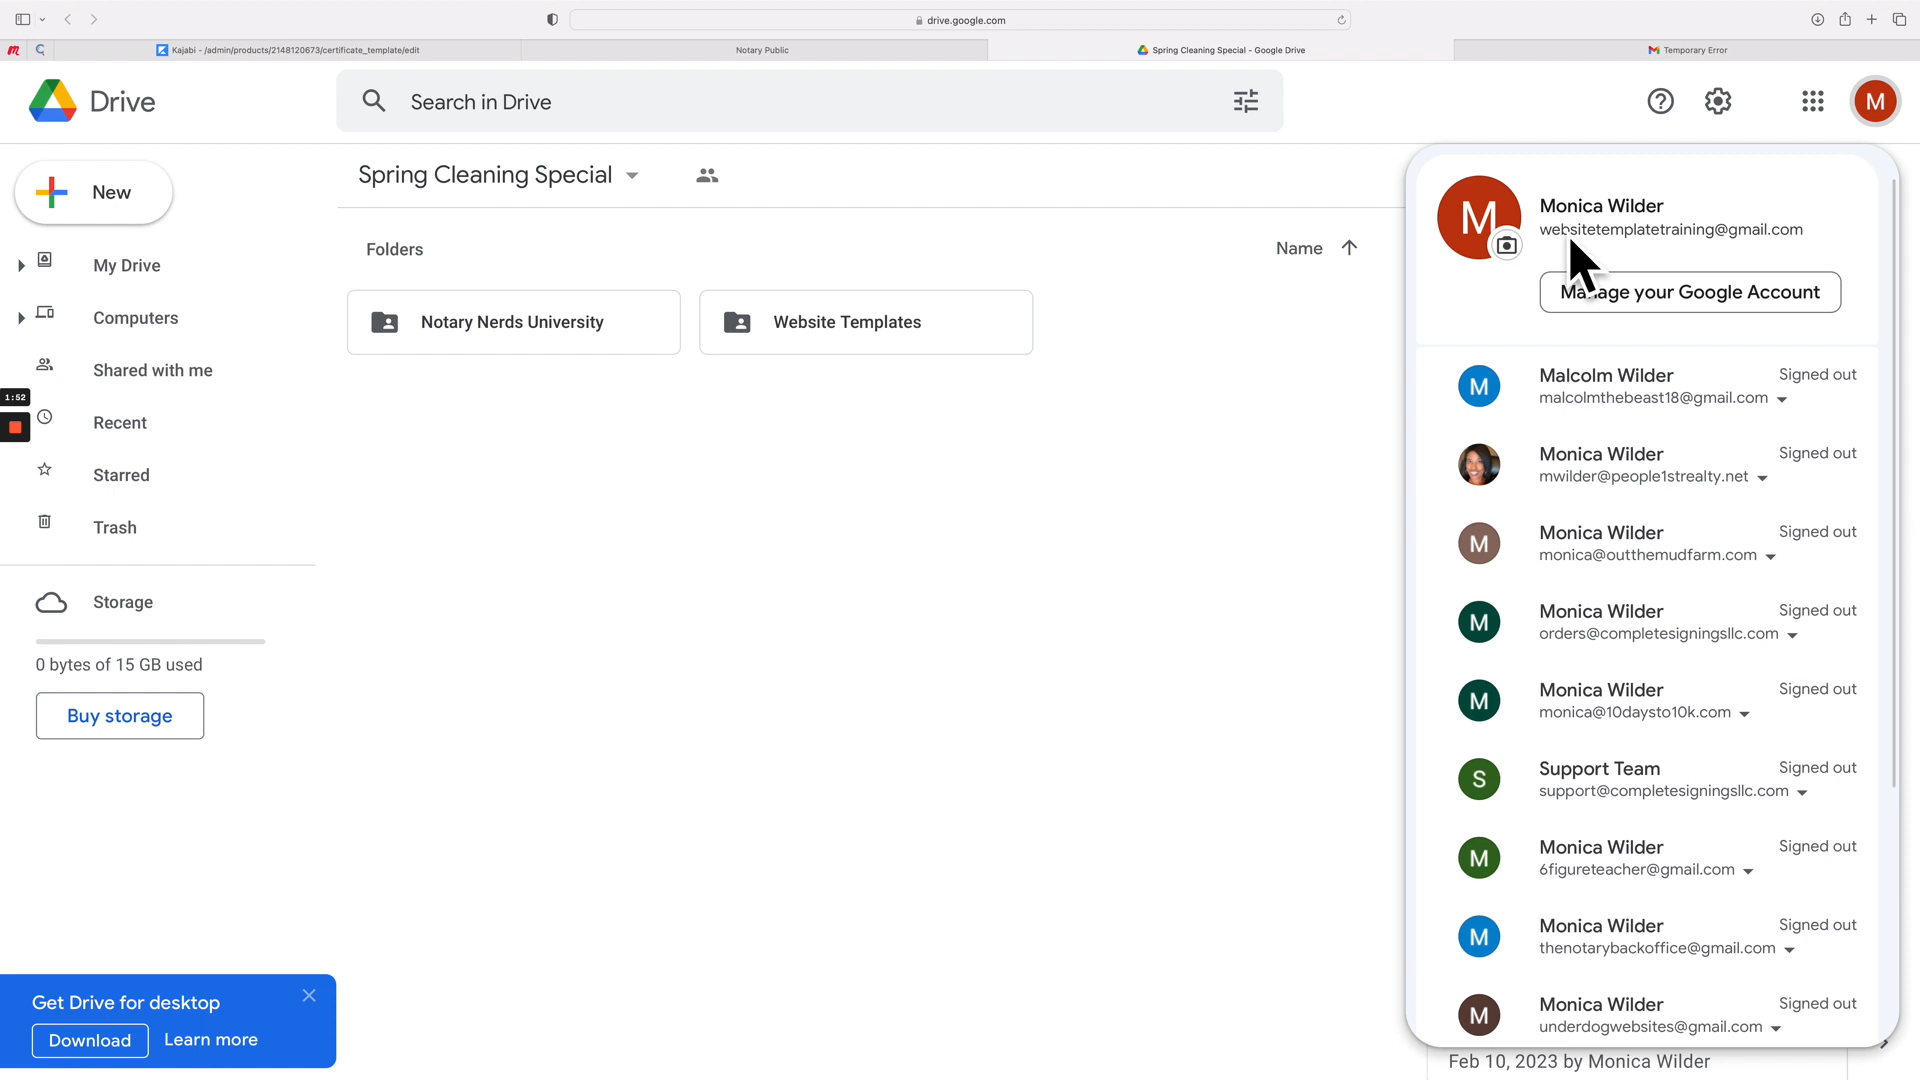 drive.google.com
Kajabi - /admin/products/2148120673/certificate_template/edit
Notary Public
Spring Cleaning Special - Google Drive
Temporary Error
Drive
Search in Drive
M
New
Spring Cleaning Special
Folders
Name
Notary Nerds University
Website Templates
My Drive
Computers
Shared with me
1:52
Recent
Starred
Trash
Storage
0 bytes of 15 GB used
Buy storage
Get Drive for desktop
Download
Learn more
M
Monica Wilder
websitetemplatetraining@gmail.com
Manage your Google Account
M
Malcolm Wilder
Signed out
malcolmthebeast18@gmail.com
Monica Wilder
Signed out
mwilder@people1strealty.net
M
Monica Wilder
Signed out
monica@outthemudfarm.com
M
Monica Wilder
Signed out
orders@completesigningsllc.com
M
Monica Wilder
Signed out
monica@10daysto10k.com
S
Support Team
Signed out
support@completesigningsllc.com
M
Monica Wilder
Signed out
6figureteacher@gmail.com
M
Monica Wilder
Signed out
thenotarybackoffice@gmail.com
M
Monica Wilder
Signed out
underdogwebsites@gmail.com
Feb 10, 2023 by Monica Wilder